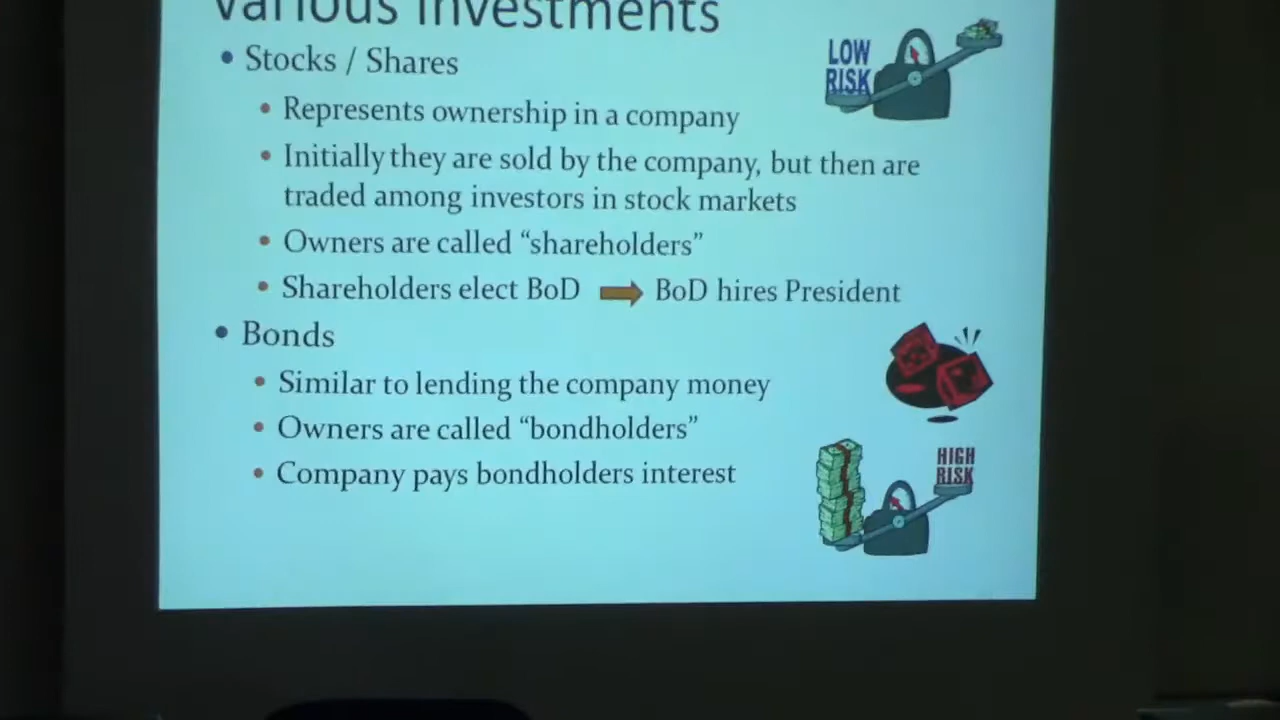 Various Investments
• Stocks / Shares
• Represents ownership in a company
• Initially they are sold by the company, but then are
traded among investors in stock markets
• Owners are called “shareholders”
• Shareholders elect BoD BoD hires President
• Bonds
• Similar to lending the company money
• Owners are called “bondholders”
• Company pays bondholders interest
LOW
RISK
HIGH
RISK